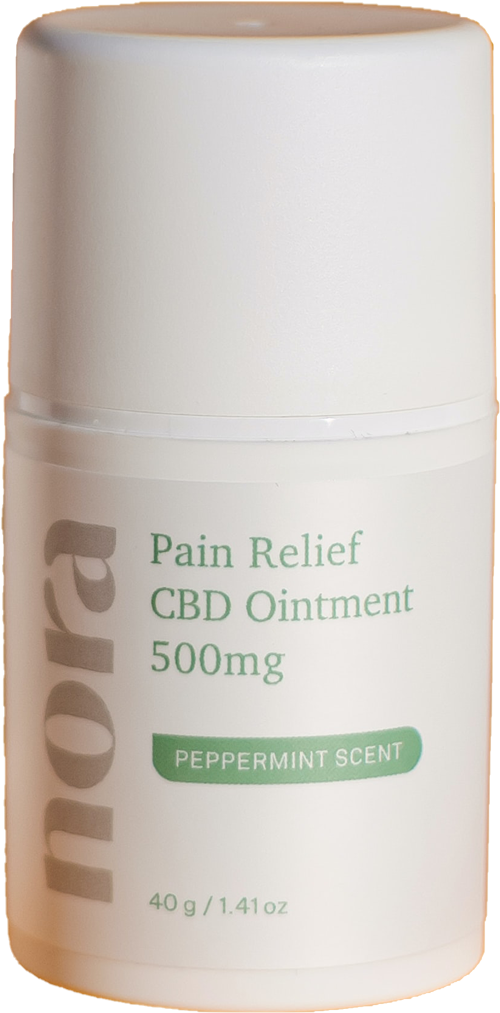 nora
Pain Relief
CBD Ointment
500mg
PEPPERMINT SCENT
40 g / 1.41 oz